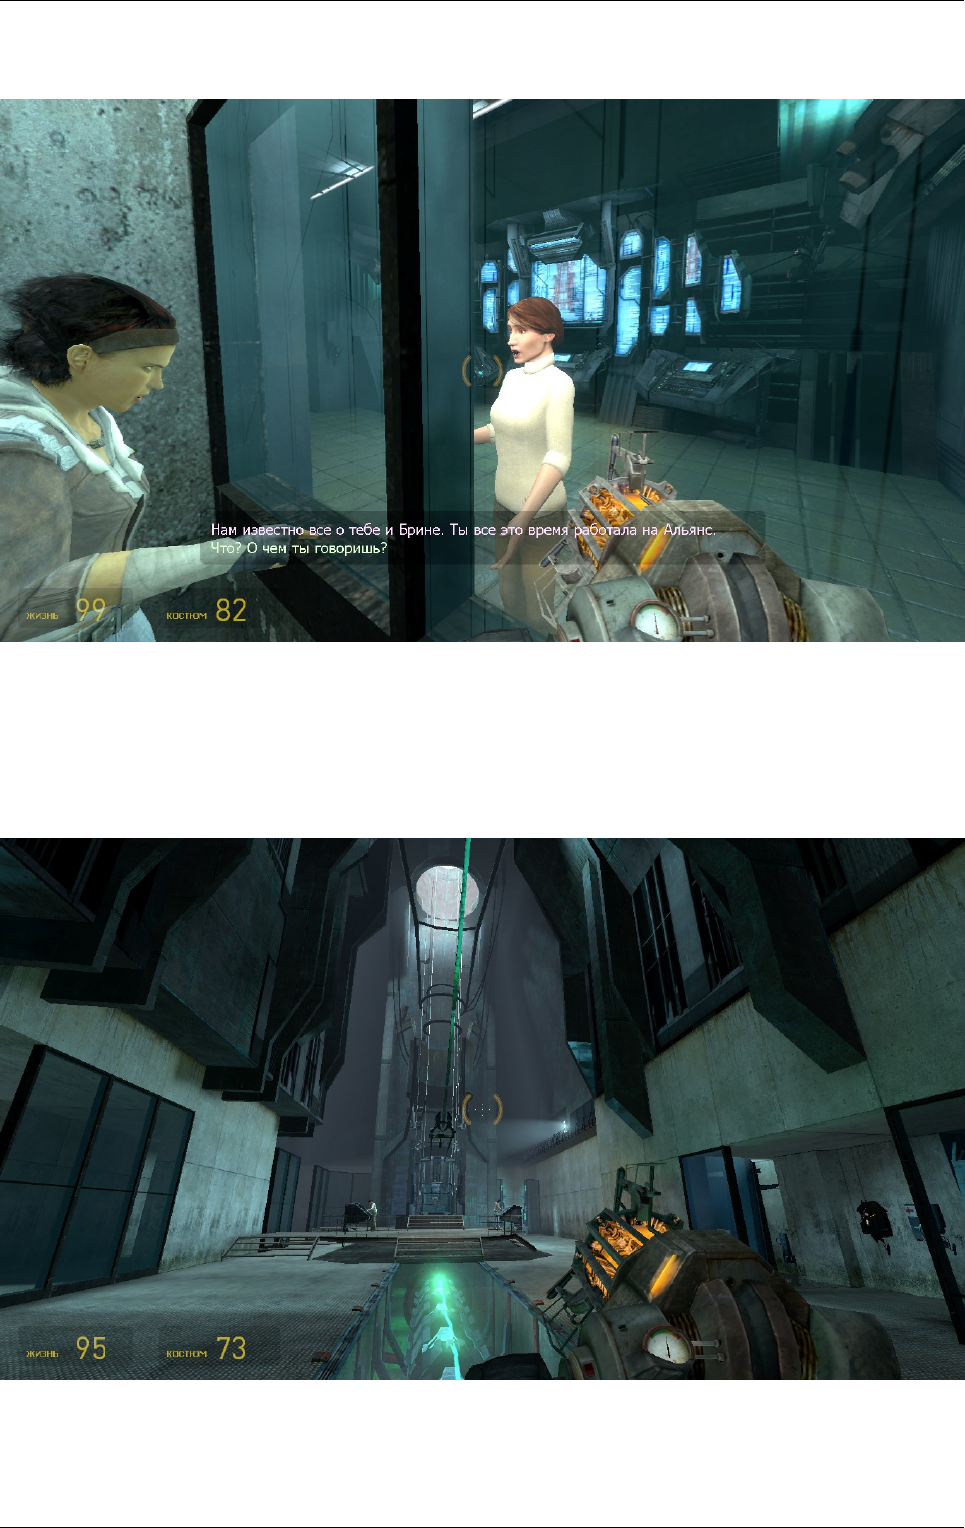 Нам известно все о тебе и Брине. Ты все это время работала на Альянс.
Что? О чем ты говоришь?
жизнь 99 костюм 82
жизнь 95 костюм 73